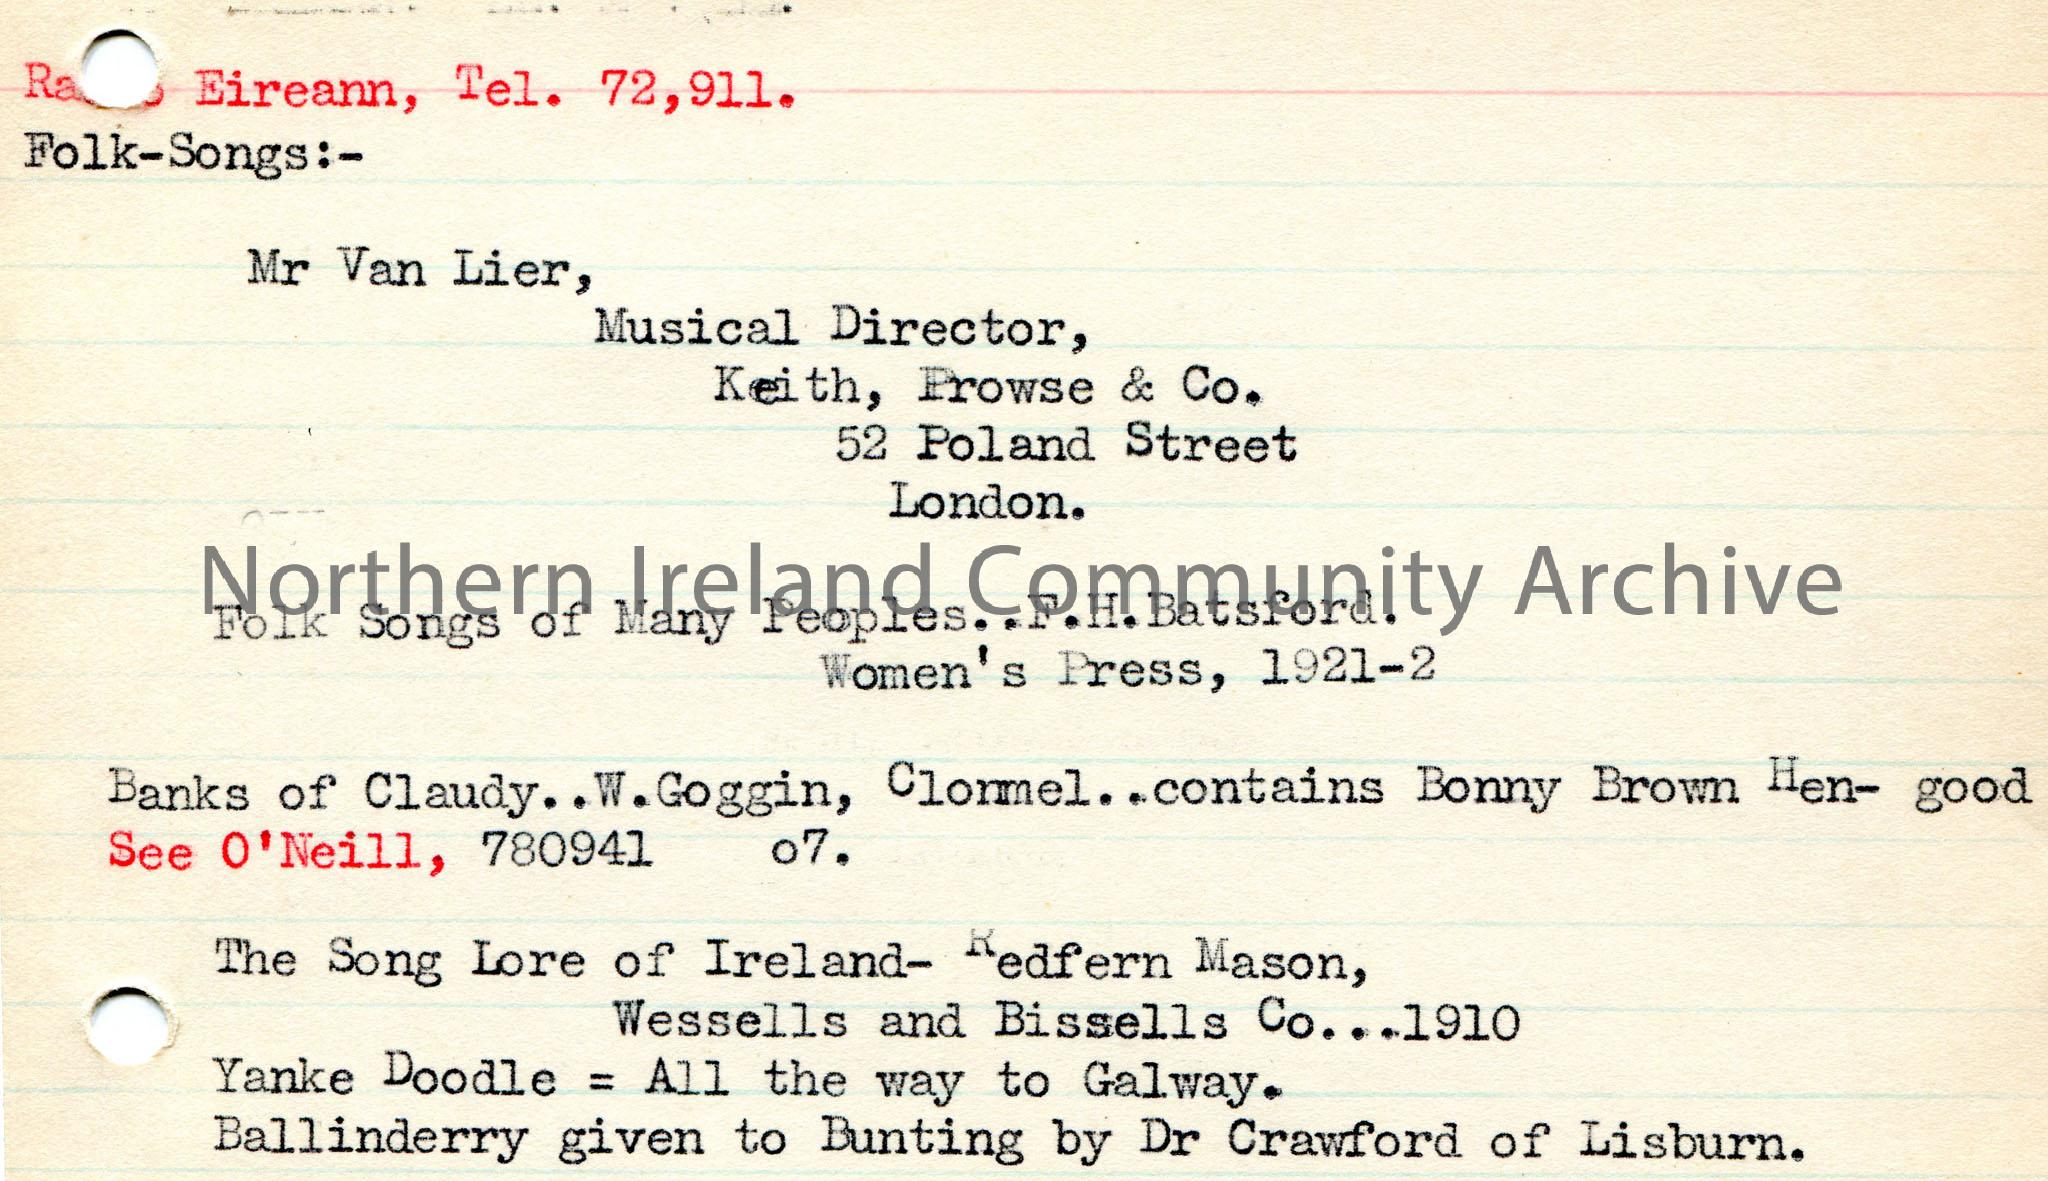 Radio Eireann, Tel. 72,911.
Folk-Songs:-
Mr Van Lier,
Musical Director,
Keith, Prowse & Co.
52 Poland Street
London.
Northern Ireland Community Archive
Folk Songs of Many Peoples..F.H.Batsford.
Women's Press, 1921-2
Banks of Claudy..W.Goggin, Clonmel..contains Bonny Brown Hen- good
See O'Neill, 780941 o7.
The Song Lore of Ireland- Redfern Mason,
Wessells and Bissells Co...1910
Yanke Doodle = All the way to Galway.
Ballinderry given to Bunting by Dr Crawford of Lisburn.